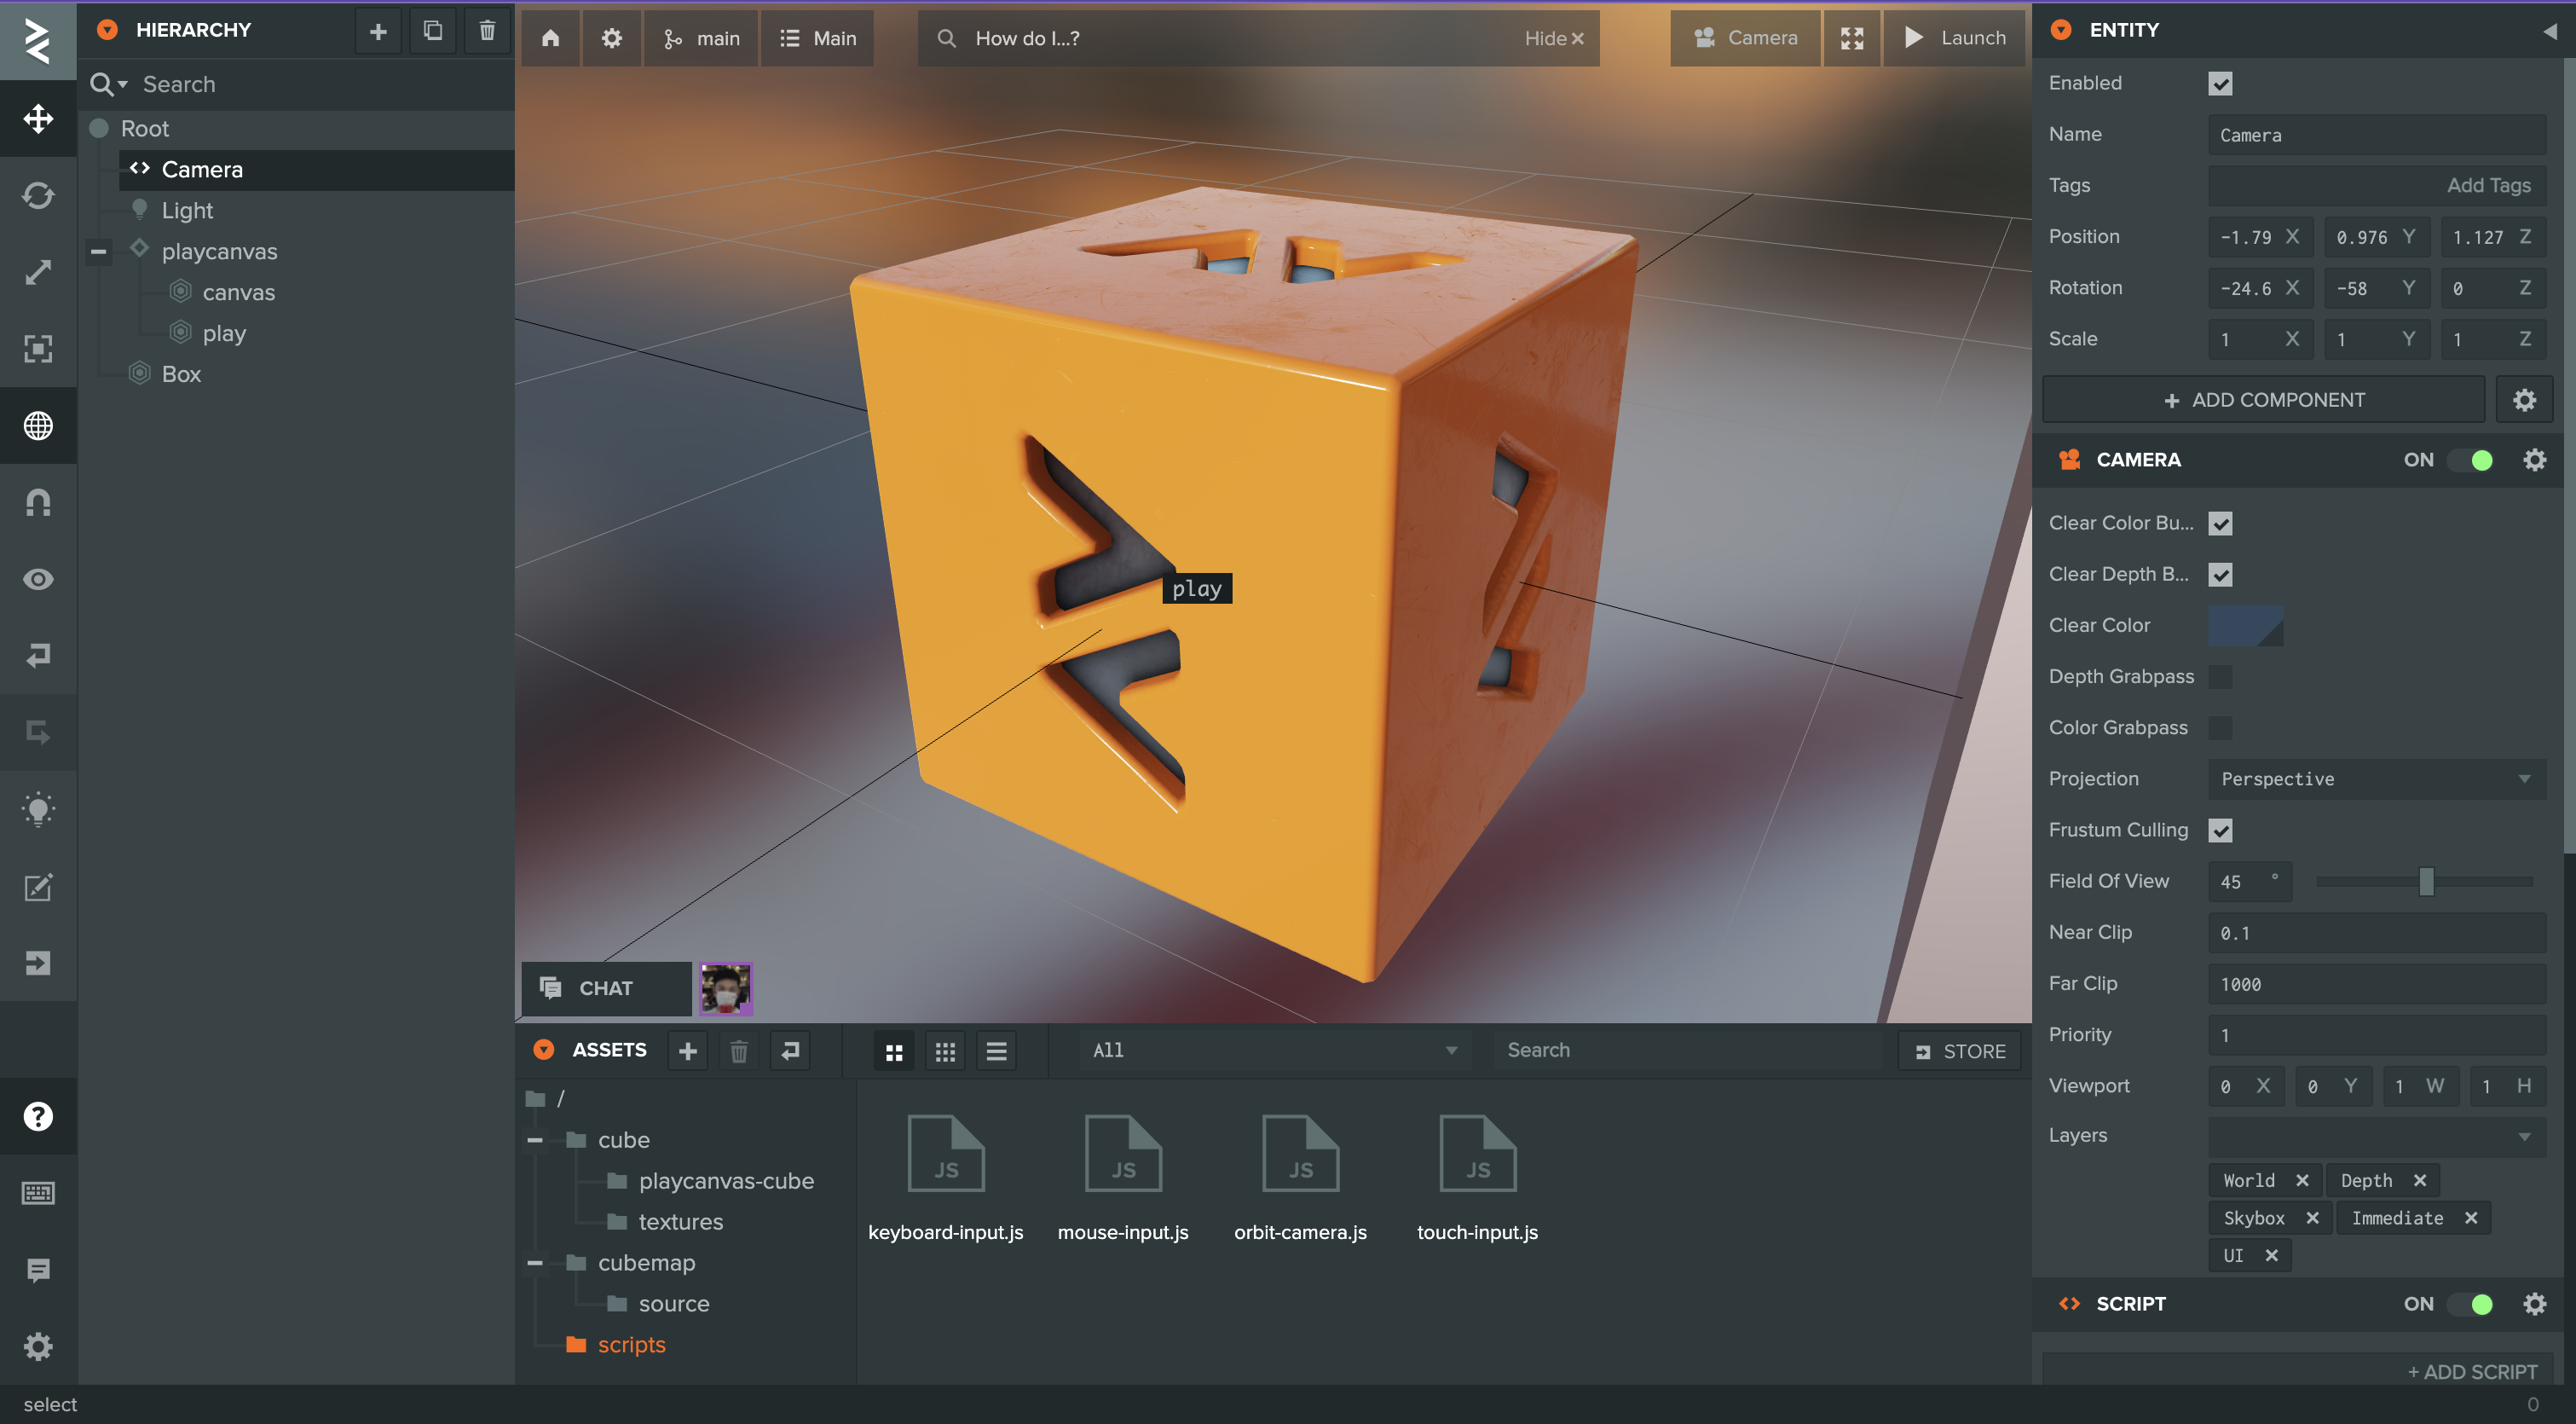 HIERARCHY
Search
Root
Camera
Light
playcanvas
canvas
play
Box
main
Main
How do I...?
Hide
Camera
Launch
play
CHAT
ASSETS
All
Search
STORE
/
cube
playcanvas-cube
textures
cubemap
source
scripts
JS
JS
JS
JS
keyboard-input.js
mouse-input.js
orbit-camera.js
touch-input.js
ENTITY
Enabled
Name
Camera
Tags
Add Tags
Position
-1.79 X
0.976 Y
1.127 Z
Rotation
-24.6 X
-58 Y
0 Z
Scale
1 X
1 Y
1 Z
ADD COMPONENT
CAMERA
ON
Clear Color Bu...
Clear Depth B...
Clear Color
Depth Grabpass
Color Grabpass
Projection
Perspective
Frustum Culling
Field Of View
45 °
Near Clip
0.1
Far Clip
1000
Priority
1
Viewport
0 X
0 Y
1 W
1 H
Layers
World
Depth
Skybox
Immediate
UI
SCRIPT
ON
+ ADD SCRIPT
select
0